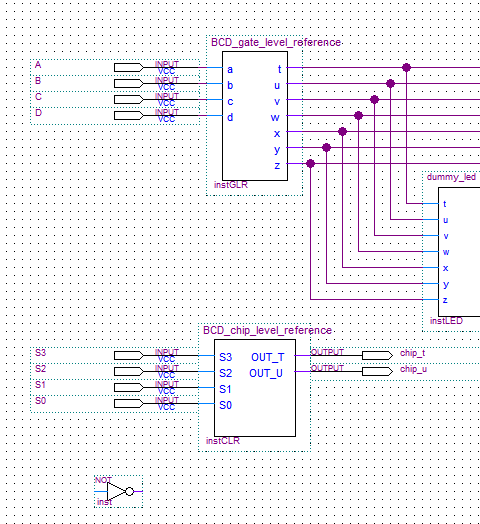 BCD_gate_level_reference
A INPUT VCC a t
B INPUT VCC b u
C INPUT VCC c v
D INPUT VCC d w
x
y
z
instGLR
dummy_led
t
u
v
w
x
y
z
instLED
BCD_chip_level_reference
S3 INPUT VCC S3 OUT_T OUTPUT chip_t
S2 INPUT VCC S2 OUT_U OUTPUT chip_u
S1 INPUT VCC S1
S0 INPUT VCC S0
instCLR
NOT
inst